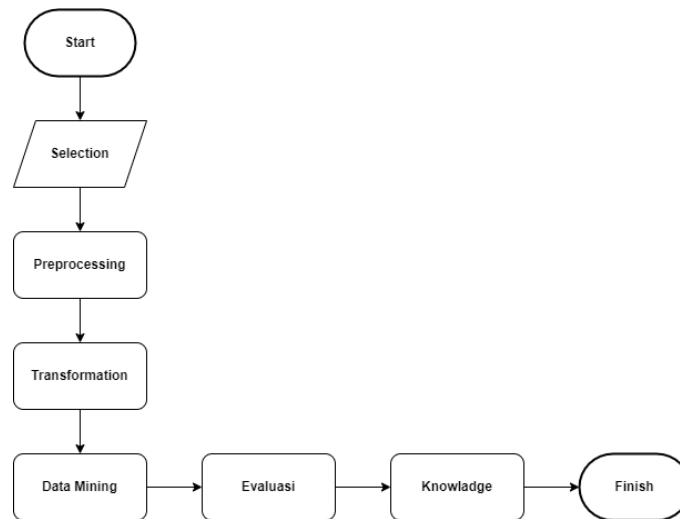 Start
Selection
Preprocessing
Transformation
Data Mining
Evaluasi
Knowladge
Finish